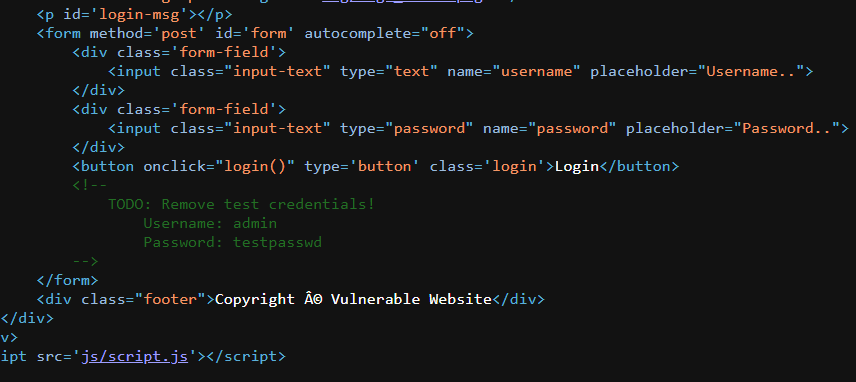 <p id='login-msg'></p>
<form method='post' id='form' autocomplete="off">
<div class='form-field'>
<input class="input-text" type="text" name="username" placeholder="Username..">
</div>
<div class='form-field'>
<input class="input-text" type="password" name="password" placeholder="Password..">
</div>
<button onclick="login()" type='button' class='login'>Login</button>
<!--
TODO: Remove test credentials!
Username: admin
Password: testpasswd
-->
</form>
<div class="footer">Copyright Â© Vulnerable Website</div>
</div>
v>
ipt src='js/script.js'></script>